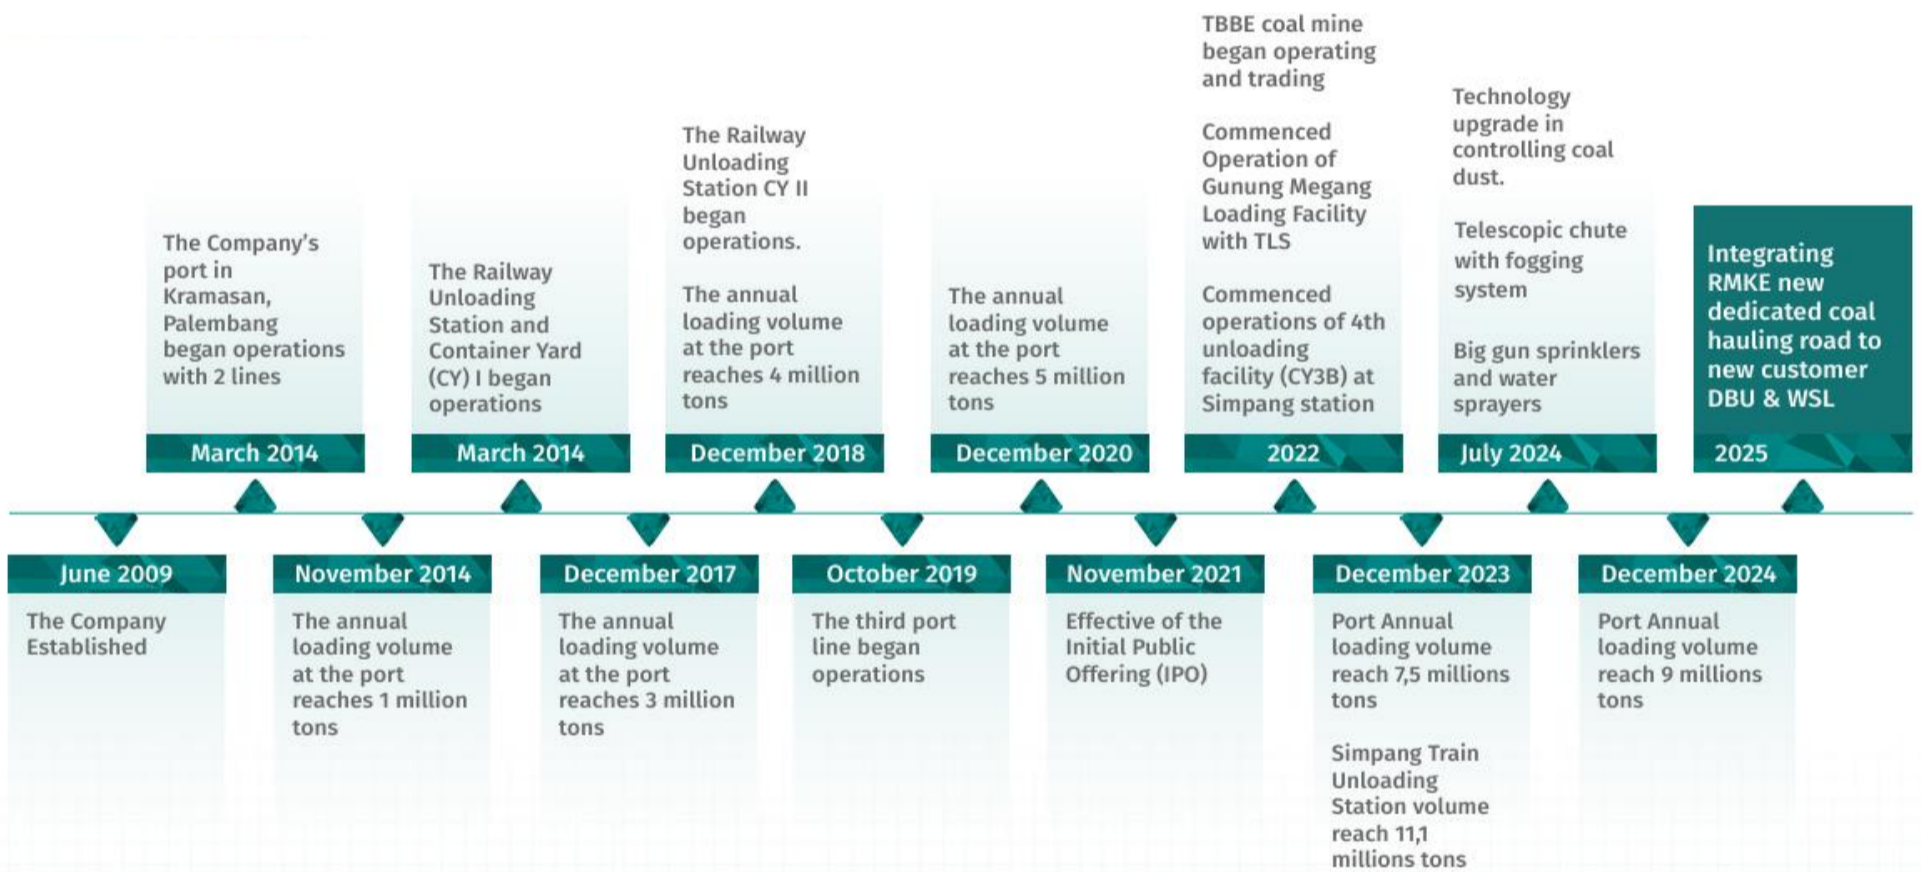 June 2009
The Company
Established
The Company's
port in
Kramasan,
Palembang
began operations
with 2 lines
March 2014
November 2014
The annual
loading volume
at the port
reaches 1 million
tons
The Railway
Unloading
Station and
Container Yard
(CY) I began
operations
March 2014
December 2017
The annual
loading volume
at the port
reaches 3 million
tons
The Railway
Unloading
Station CY II
began
operations.
The annual
loading volume
at the port
reaches 4 million
tons
December 2018
October 2019
The third port
line began
operations
The annual
loading volume
at the port
reaches 5 million
tons
December 2020
November 2021
Effective of the
Initial Public
Offering (IPO)
TBBE coal mine
began operating
and trading
Commenced
Operation of
Gunung Megang
Loading Facility
with TLS
Commenced
operations of 4th
unloading
facility (CY3B) at
Simpang station
2022
December 2023
Port Annual
loading volume
reach 7,5 millions
tons
Simpang Train
Unloading
Station volume
reach 11,1
millions tons
Technology
upgrade in
controlling coal
dust.
Telescopic chute
with fogging
system
Big gun sprinklers
and water
sprayers
July 2024
December 2024
Port Annual
loading volume
reach 9 millions
tons
Integrating
RMKE new
dedicated coal
hauling road to
new customer
DBU & WSL
2025